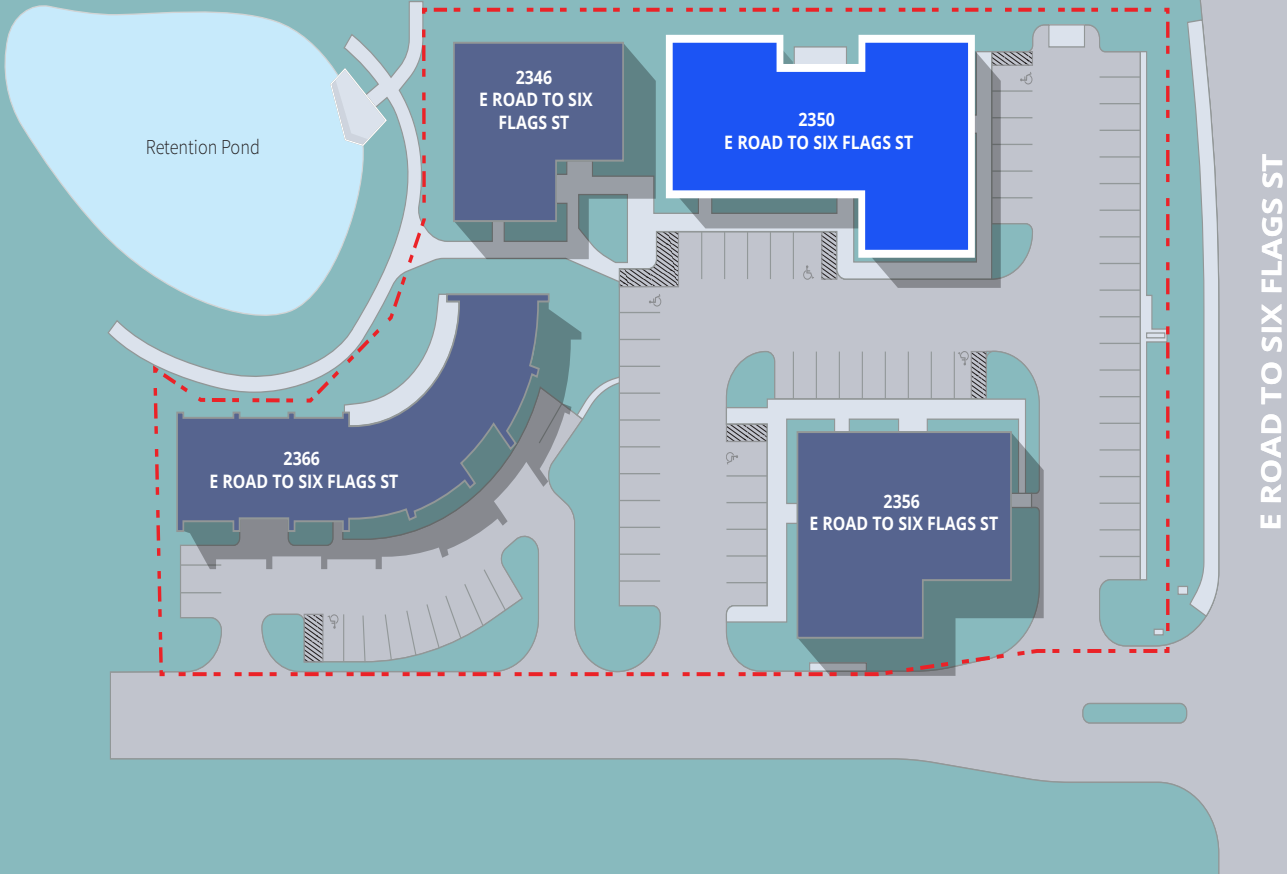 2346
E ROAD TO SIX
FLAGS ST
2350
E ROAD TO SIX FLAGS ST
Retention Pond
2366
E ROAD TO SIX FLAGS ST
2356
E ROAD TO SIX FLAGS ST
E ROAD TO SIX FLAGS ST